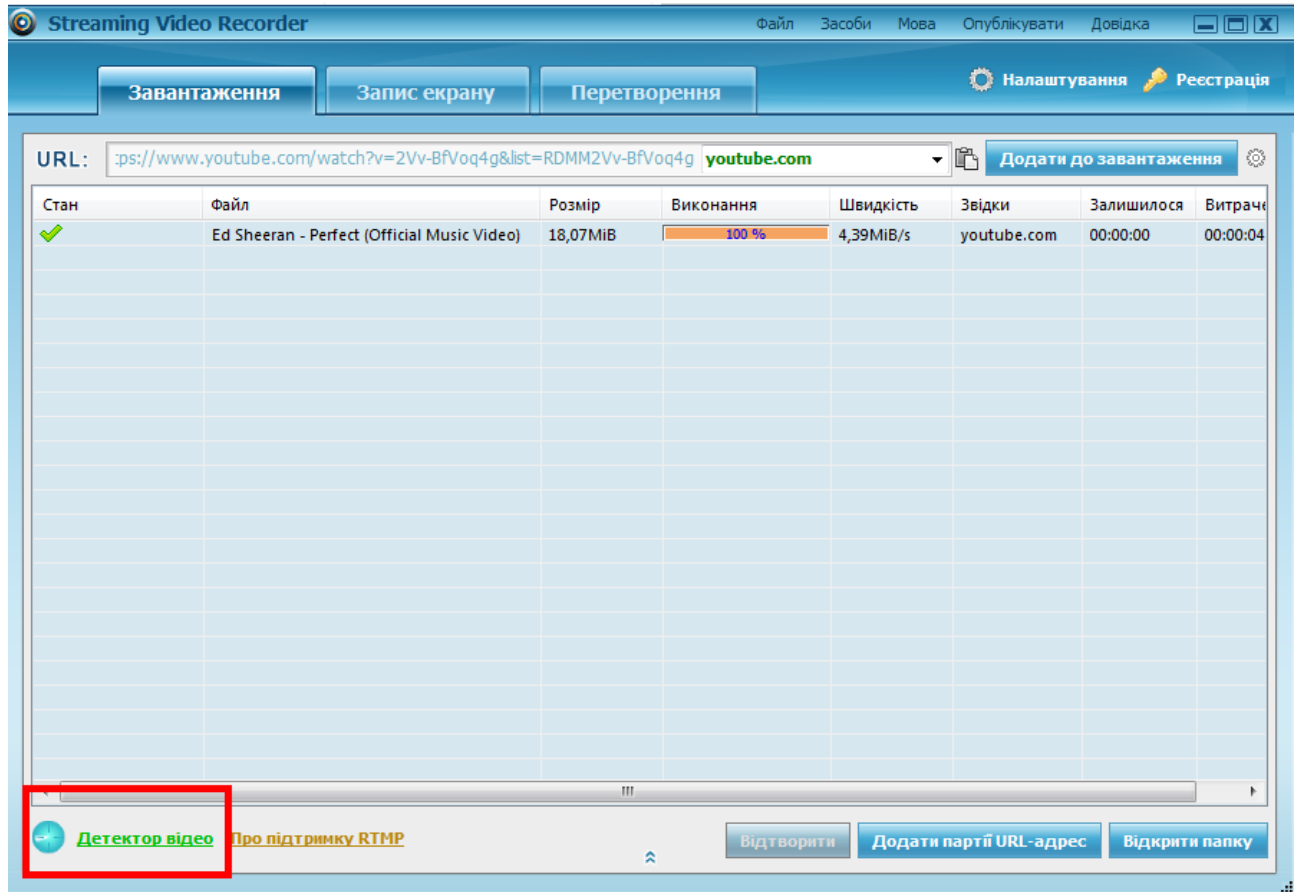 Streaming Video Recorder Файл Засоби Мова Опублікувати Довідка
Завантаження Запис екрану Перетворення Налаштування Реєстрація
URL: :ps://www.youtube.com/watch?v=2Vv-BfVoq4g&list=RDMM2Vv-BfVoq4g youtube.com Додати до завантаження
Стан Файл Розмір Виконання Швидкість Звідки Залишилося Витраче
Ed Sheeran - Perfect (Official Music Video) 18,07MiB 100 % 4,39MiB/s youtube.com 00:00:00 00:00:04
Детектор відео Про підтримку RTMP Відтворити Додати партії URL-адрес Відкрити папку